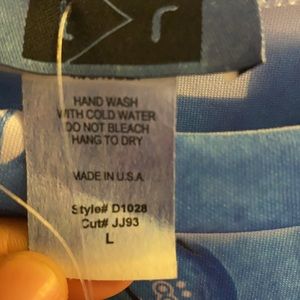 HAND WASH
WITH COLD WATER
DO NOT BLEACH
HANG TO DRY
MADE IN U.S.A.
Style# D1028
Cut# JJ93
L